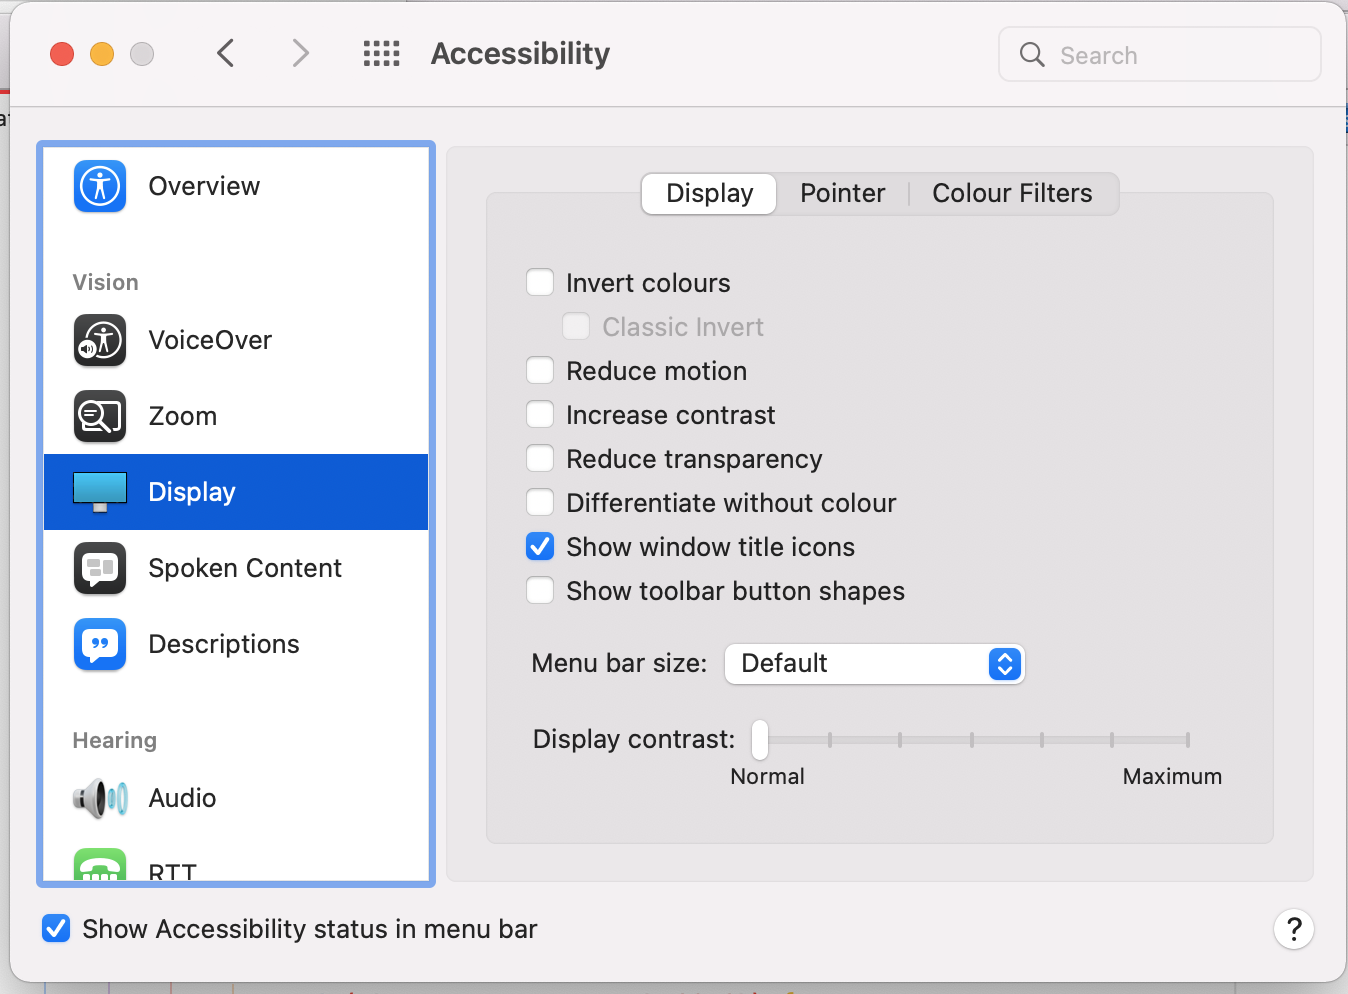 Accessibility
Search
Overview
Vision
VoiceOver
Zoom
Display
Spoken Content
Descriptions
Hearing
Audio
RTT
Display
Pointer
Colour Filters
Invert colours
Classic Invert
Reduce motion
Increase contrast
Reduce transparency
Differentiate without colour
Show window title icons
Show toolbar button shapes
Menu bar size: Default
Display contrast:
Normal
Maximum
Show Accessibility status in menu bar
?